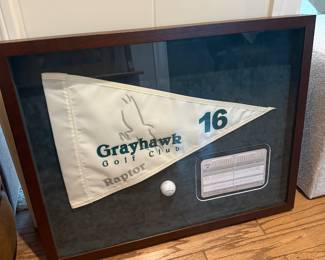 16
Grayhawk
Golf Club
Raptor